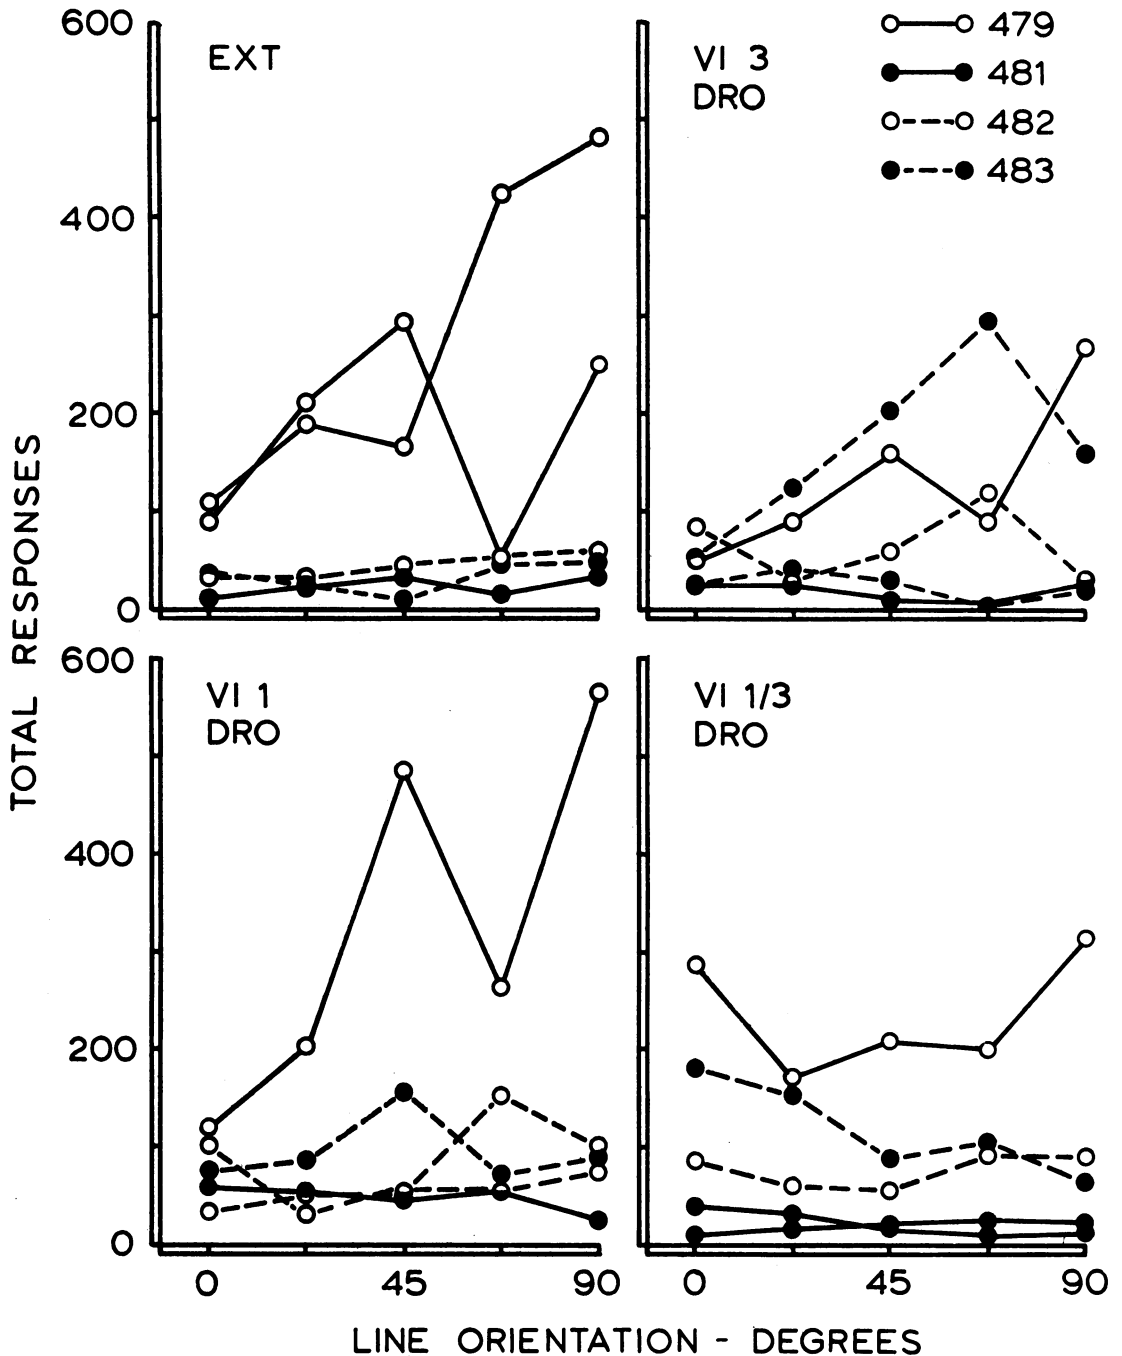 600
400
200
0
EXT
VI 3
DRO
479
481
482
483
TOTAL RESPONSES
600
400
200
0
VI 1
DRO
VI 1/3
DRO
0 45 90
0 45 90
LINE ORIENTATION - DEGREES